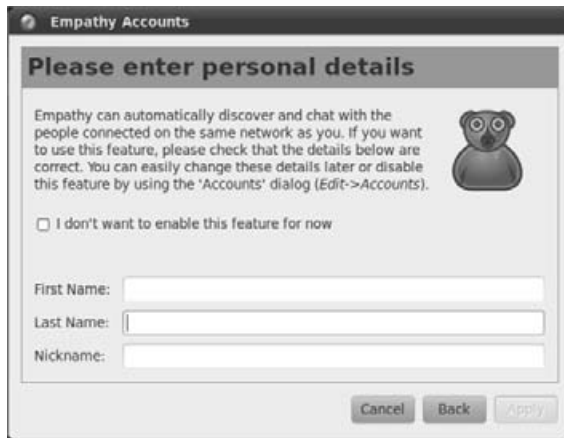 Empathy Accounts
Please enter personal details
Empathy can automatically discover and chat with the
people connected on the same network as you. If you want
to use this feature, please check that the details below are
correct. You can easily change these details later or disable
this feature by using the 'Accounts' dialog (Edit->Accounts).
I don't want to enable this feature for now
First Name:
Last Name:
Nickname:
Cancel Back Apply